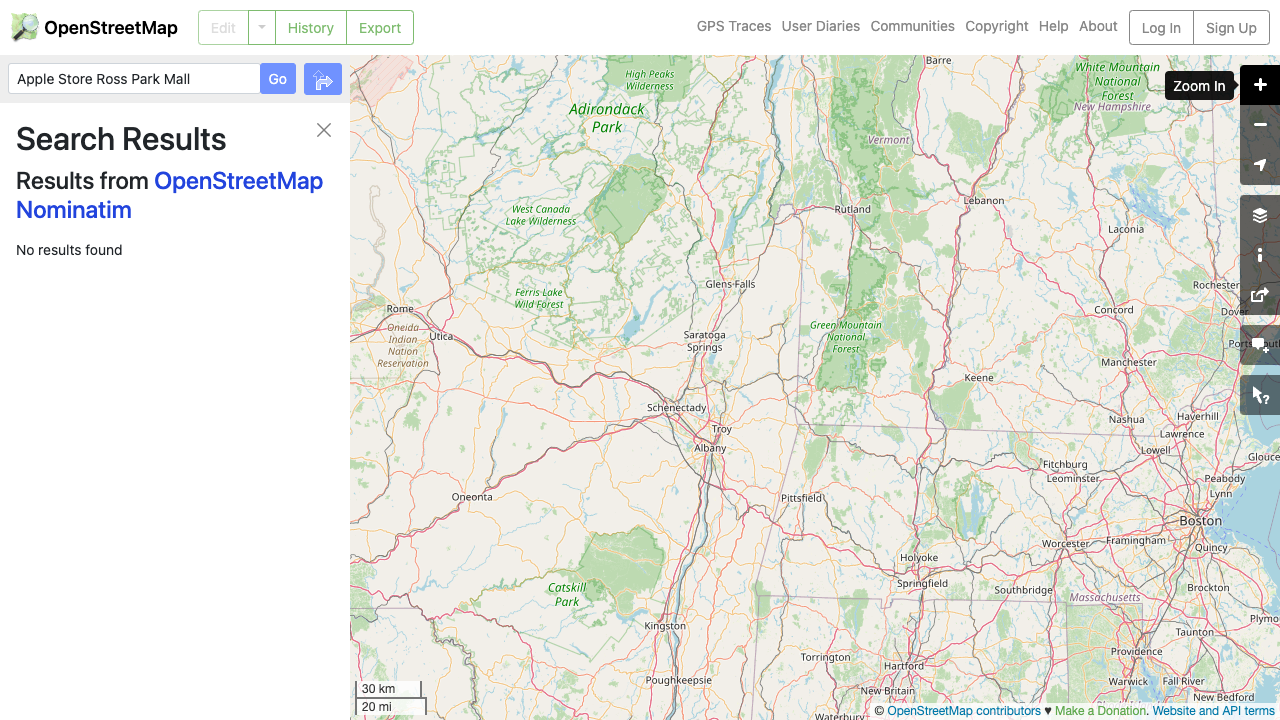 OpenStreetMap
Edit
History
Export
GPS Traces
User Diaries
Communities
Copyright
Help
About
Log In
Sign Up
Apple Store Ross Park Mall
Go
Search Results
Results from OpenStreetMap
Nominatim
No results found
Zoom In
Barre
High Peaks
Wilderness
White Mountain
National
Forest
New Hampshire
Adirondack
Park
Vermont
West Canada
Lake Wilderness
Rutland
Lebanon
Laconia
Glens Falls
Ferris Lake
Wild Forest
Rochester
Rome
Oneida
Indian
Nation
Reservation
Utica
Saratoga
Springs
Green Mountain
National
Forest
Concord
Dover
Manchester
Keene
Schenectady
Troy
Albany
Nashua
Haverhill
Lawrence
Lowell
Fitchburg
Leominster
Peabody
Lynn
Oneonta
Pittsfield
Boston
Worcester
Framingham
Quincy
Holyoke
Springfield
Southbridge
Brockton
Massachusetts
Catskill
Park
Kingston
Taunton
Torrington
Providence
Hartford
Warwick
Fall River
Poughkeepsie
New Britain
New Bedford
Waterbury
30 km
20 mi
© OpenStreetMap contributors ♥ Make a Donation. Website and API terms